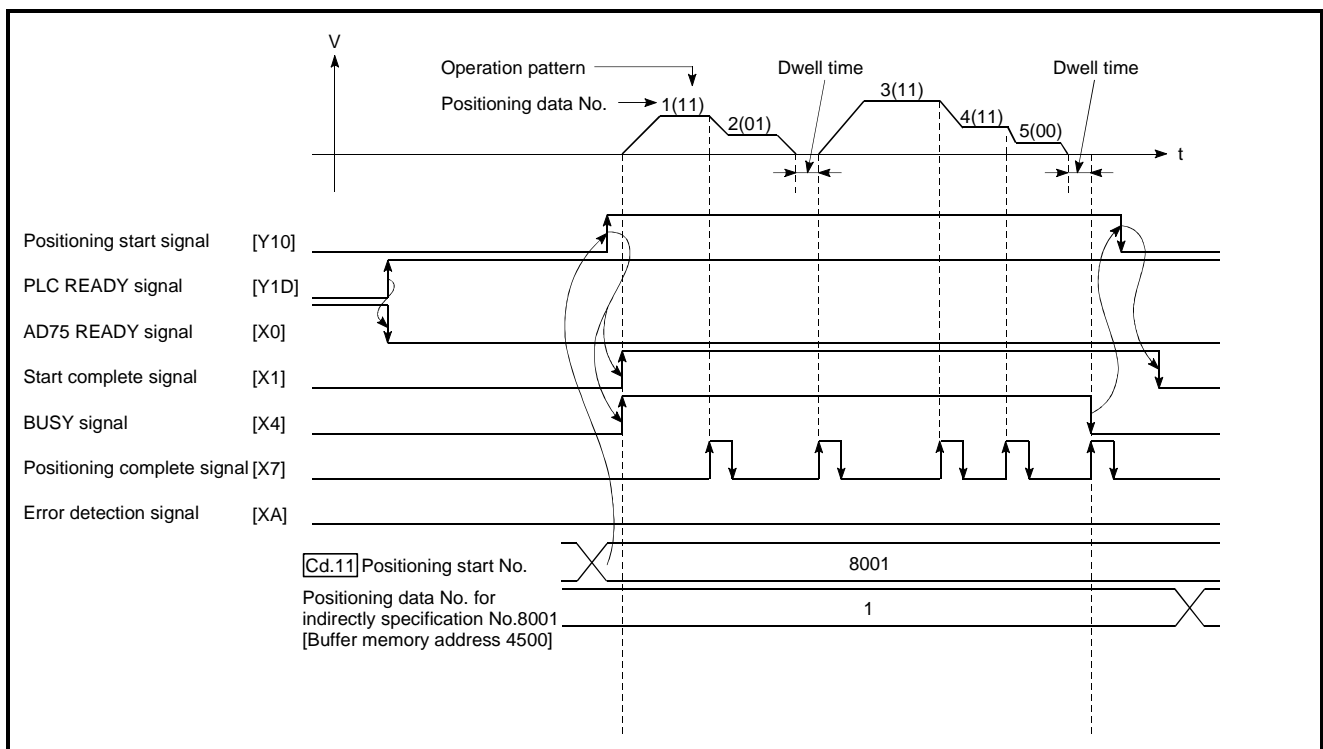 V
Operation pattern
Dwell time
Dwell time
Positioning data No.
1(11)
2(01)
3(11)
4(11)
5(00)
t
Positioning start signal [Y10]
PLC READY signal [Y1D]
AD75 READY signal [X0]
Start complete signal [X1]
BUSY signal [X4]
Positioning complete signal [X7]
Error detection signal [XA]
Cd.11 Positioning start No.
8001
Positioning data No. for
indirectly specification No.8001
[Buffer memory address 4500]
1